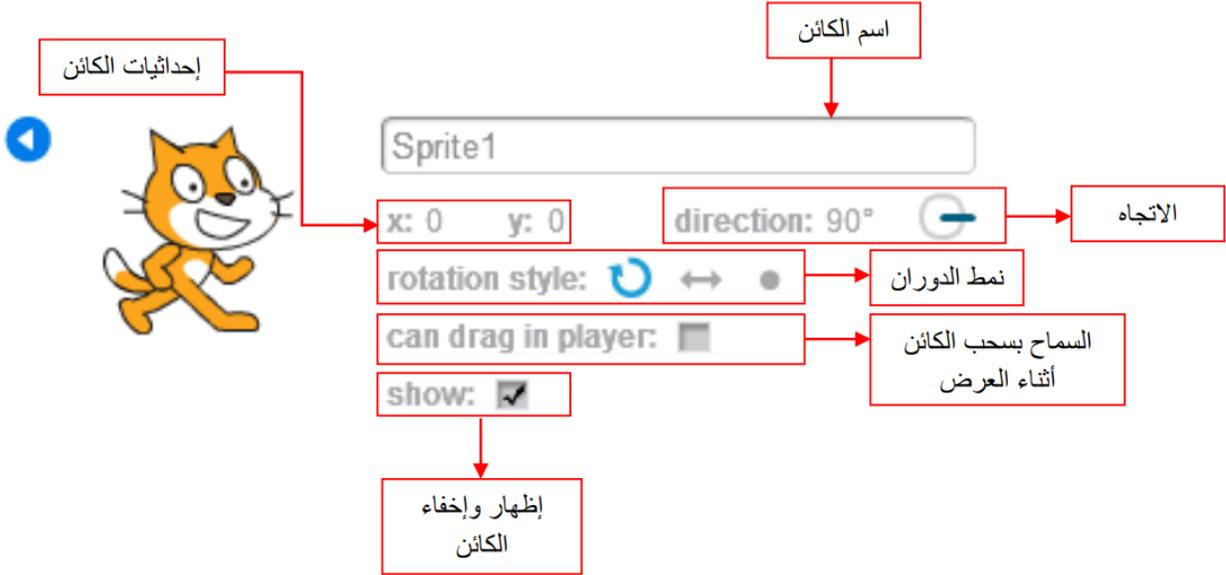 اسم الكائن
إحداثيات الكائن
Sprite1
x: 0 y: 0 direction: 90°
الاتجاه
rotation style:
نمط الدوران
can drag in player:
السماح بسحب الكائن
أثناء العرض
show:
إظهار وإخفاء
الكائن